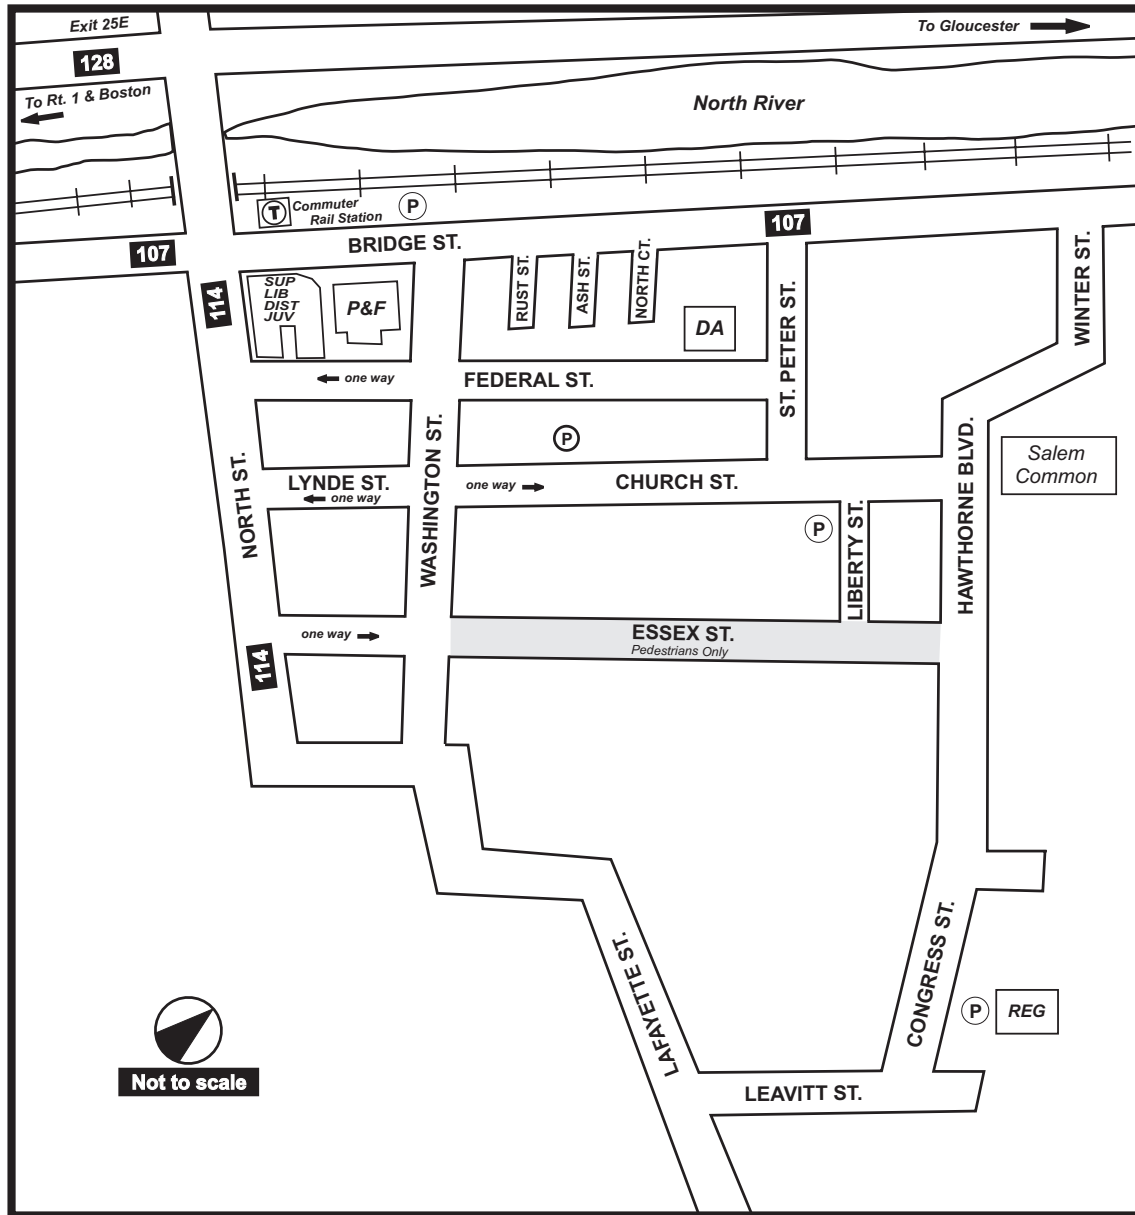 Exit 25E
To Gloucester
128
To Rt. 1 & Boston
North River
T
Commuter
Rail Station
P
107
BRIDGE ST.
107
114
SUP
LIB
DIST
JUV
P&F
RUST ST.
ASH ST.
NORTH CT.
DA
ST. PETER ST.
WINTER ST.
one way
FEDERAL ST.
WASHINGTON ST.
P
HAWTHORNE BLVD.
Salem
Common
NORTH ST.
LYNDE ST.
one way
one way
CHURCH ST.
P
LIBERTY ST.
one way
ESSEX ST.
Pedestrians Only
114
LAFAYETTE ST.
CONGRESS ST.
P
REG
Not to scale
LEAVITT ST.